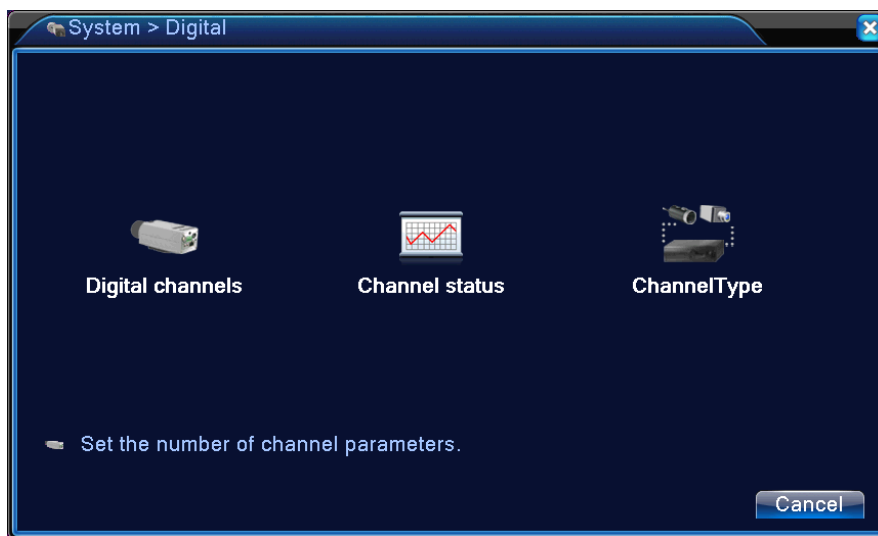 System > Digital
Digital channels
Channel status
ChannelType
Set the number of channel parameters.
Cancel